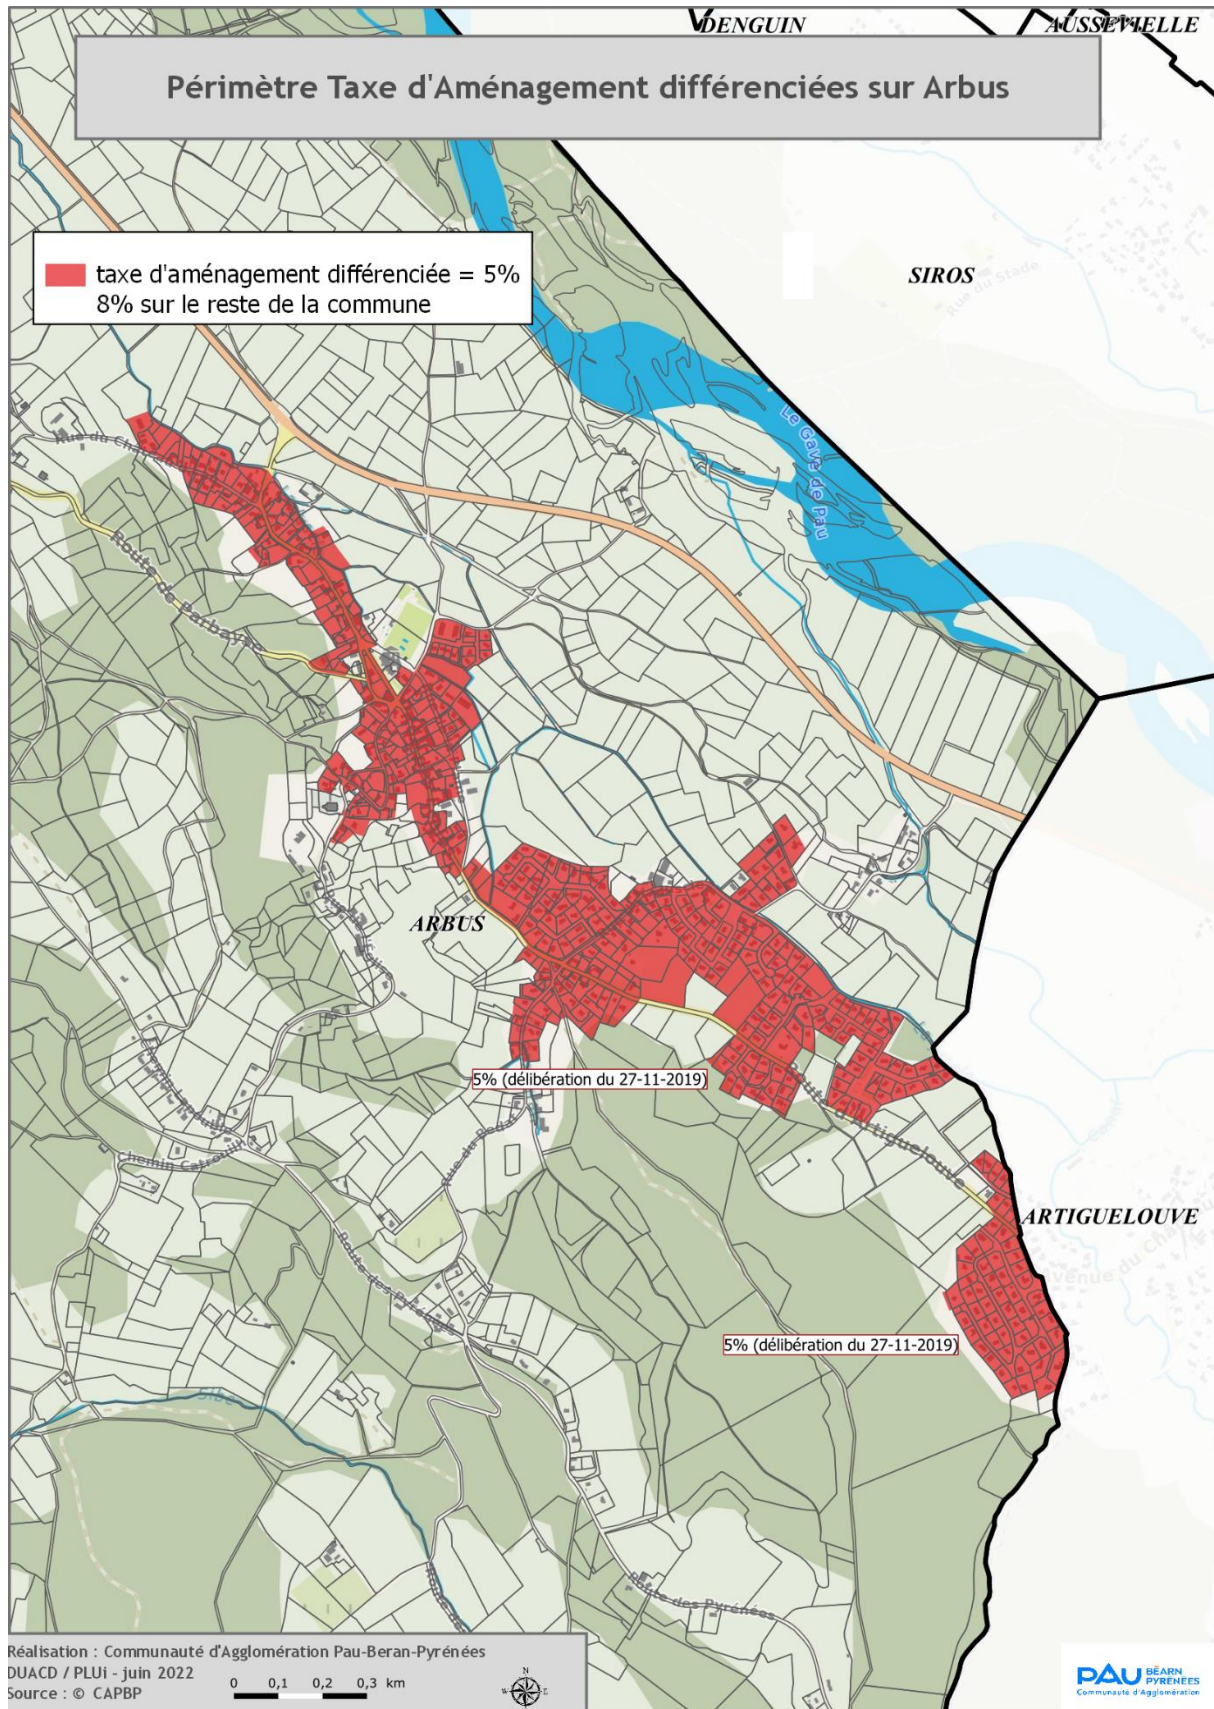 DENGUIN
AUSSEVIELLE
Périmètre Taxe d'Aménagement différenciées sur Arbus
SIROS
Rue du Stade
taxe d'aménagement différenciée = 5%
8% sur le reste de la commune
Le Gave de Pau
Route de Parbayse
ARBUS
5% (délibération du 27-11-2019)
Route d'Artiguelouve
Chemin Catrouilh
Rue du Pedix
ARTIGUELOUVE
Route des Pyrénées
5% (délibération du 27-11-2019)
Route des Pyrénées
Réalisation : Communauté d'Agglomération Pau-Beran-Pyrénées
DUACD / PLUi - juin 2022
Source : © CAPBP
0 0,1 0,2 0,3 km
N
W E
S
PAU BÉARN
PYRÉNÉES
Communauté d'Agglomération